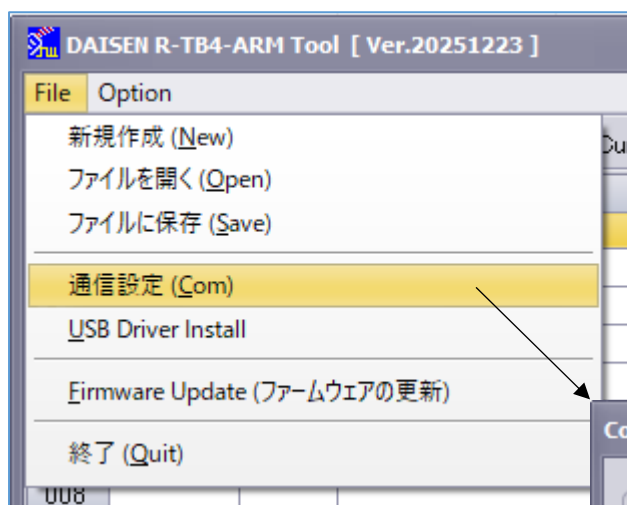 DAISEN R-TB4-ARM Tool [ Ver.20251223 ]
File Option
新規作成 (New)
ファイルを開く (Open)
ファイルに保存 (Save)
通信設定 (Com)
USB Driver Install
Firmware Update (ファームウェアの更新)
終了 (Quit)
008